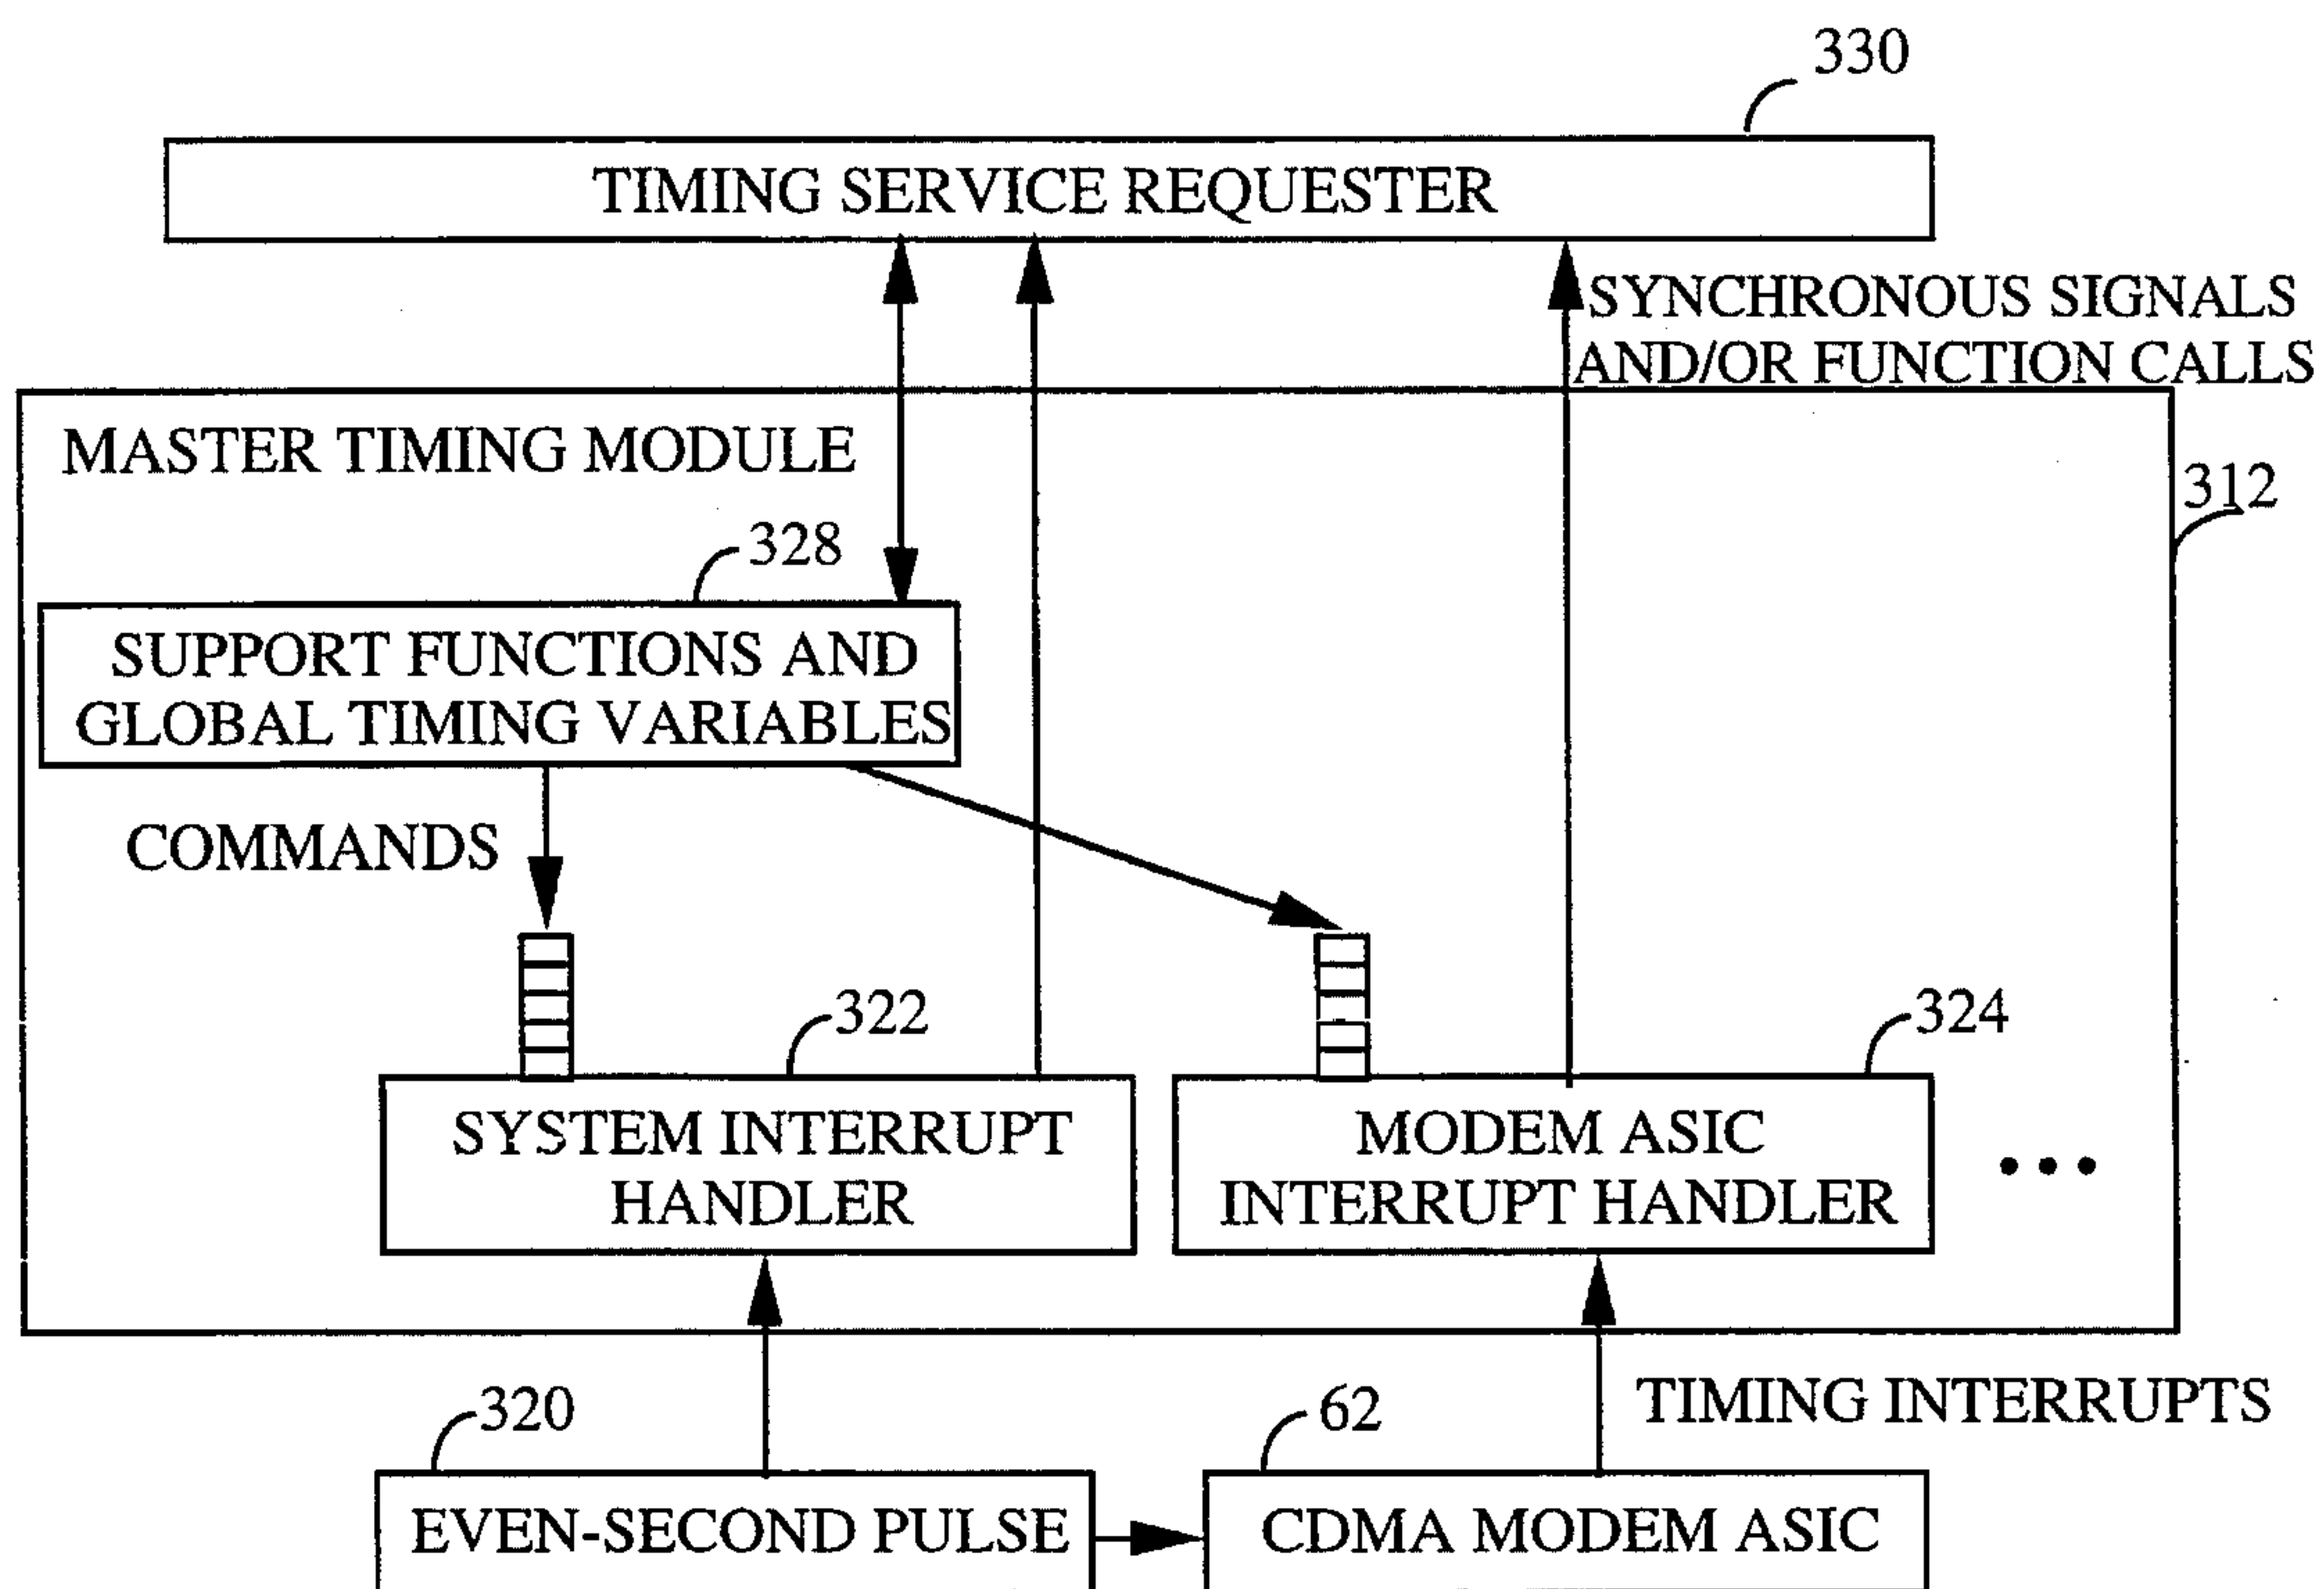 330
TIMING SERVICE REQUESTER
SYNCHRONOUS SIGNALS
AND/OR FUNCTION CALLS
MASTER TIMING MODULE
312
328
SUPPORT FUNCTIONS AND
GLOBAL TIMING VARIABLES
COMMANDS
322
324
SYSTEM INTERRUPT
HANDLER
MODEM ASIC
INTERRUPT HANDLER
320
62
TIMING INTERRUPTS
EVEN-SECOND PULSE
CDMA MODEM ASIC